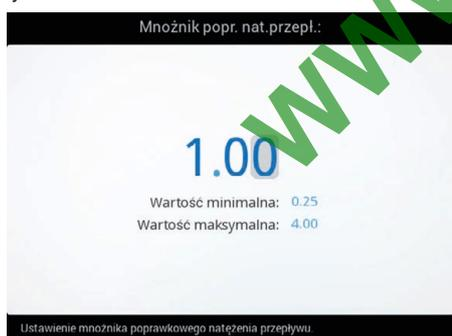 Mnożnik popr. nat.przepł.:
1.00
Wartość minimalna: 0.25
Wartość maksymalna: 4.00
Ustawienie mnożnika poprawkowego natężenia przepływu.